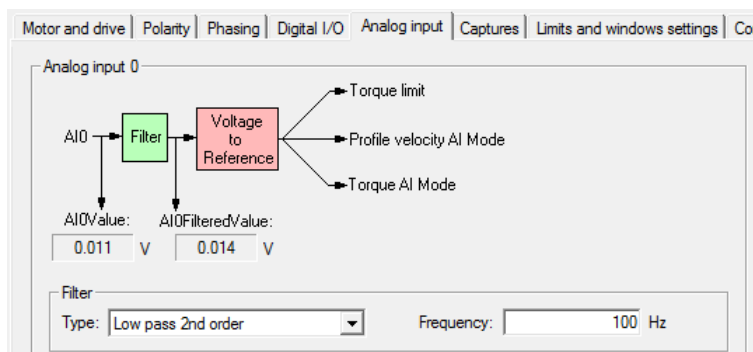 Motor and drive Polarity Phasing Digital I/O Analog input Captures Limits and windows settings Co
Analog input 0
Torque limit
AI0 Filter Voltage to Reference Profile velocity AI Mode
Torque AI Mode
AI0Value: AI0FilteredValue:
0.011 V 0.014 V
Filter
Type: Low pass 2nd order Frequency: 100 Hz